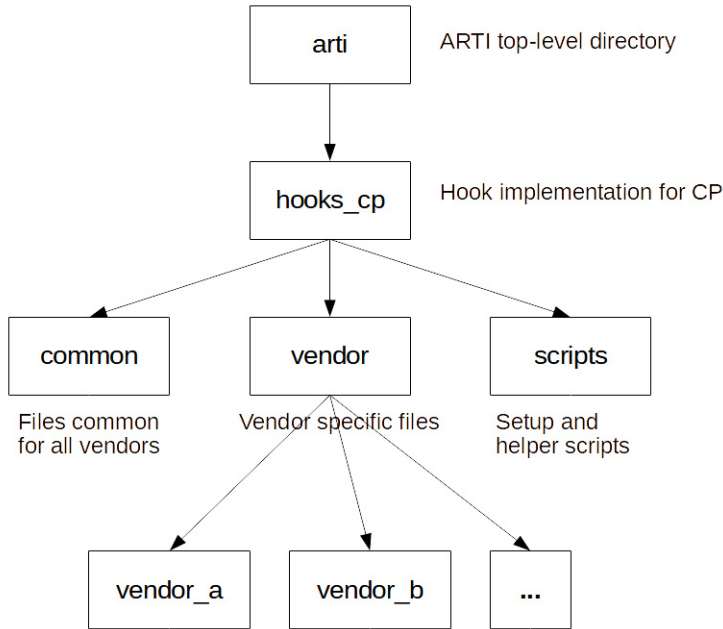 arti
ARTI top-level directory
hooks_cp
Hook implementation for CP
common
vendor
scripts
Files common
for all vendors
Vendor specific files
Setup and
helper scripts
vendor_a
vendor_b
...